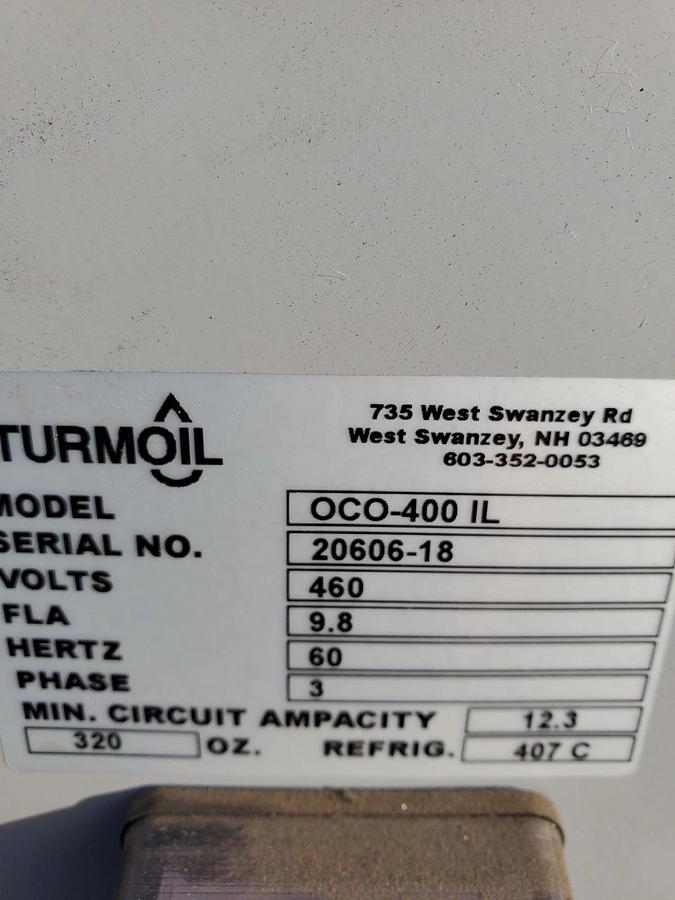 TURMOIL
735 West Swanzey Rd
West Swanzey, NH 03469
603-352-0053
MODEL OCO-400 IL
SERIAL NO. 20606-18
VOLTS 460
FLA 9.8
HERTZ 60
PHASE 3
MIN. CIRCUIT AMPACITY 12.3
320 OZ. REFRIG. 407 C